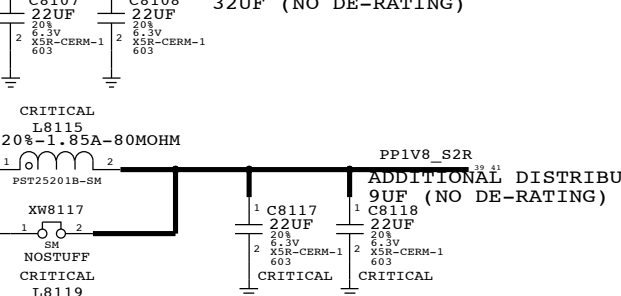 C8107
C8108
32UF (NO DE-RATING)
22UF
22UF
20%
20%
6.3V
6.3V
2
2
X5R-CERM-1
X5R-CERM-1
603
603
CRITICAL
L8115
20%-1.85A-80MOHM
1
2
PST25201B-SM
PP1V8_S2R
39 41
ADDITIONAL DISTRIBU
9UF (NO DE-RATING)
XW8117
1
2
SM
NOSTUFF
1
C8117
22UF
20%
6.3V
2
X5R-CERM-1
603
CRITICAL
1
C8118
22UF
20%
6.3V
2
X5R-CERM-1
603
CRITICAL
CRITICAL
L8119